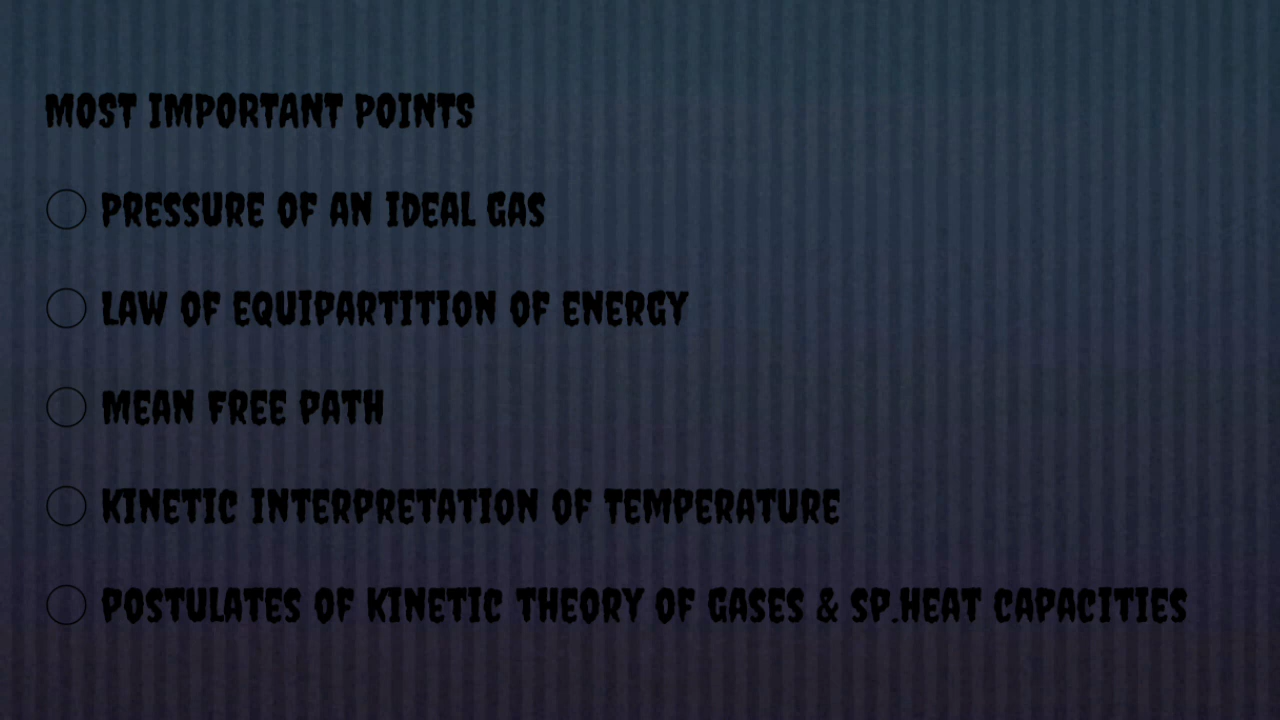 MOST IMPORTANT POINTS
PRESSURE OF AN IDEAL GAS
LAW OF EQUIPARTITION OF ENERGY
MEAN FREE PATH
KINETIC INTERPRETATION OF TEMPERATURE
POSTULATES OF KINETIC THEORY OF GASES & SP.HEAT CAPACITIES